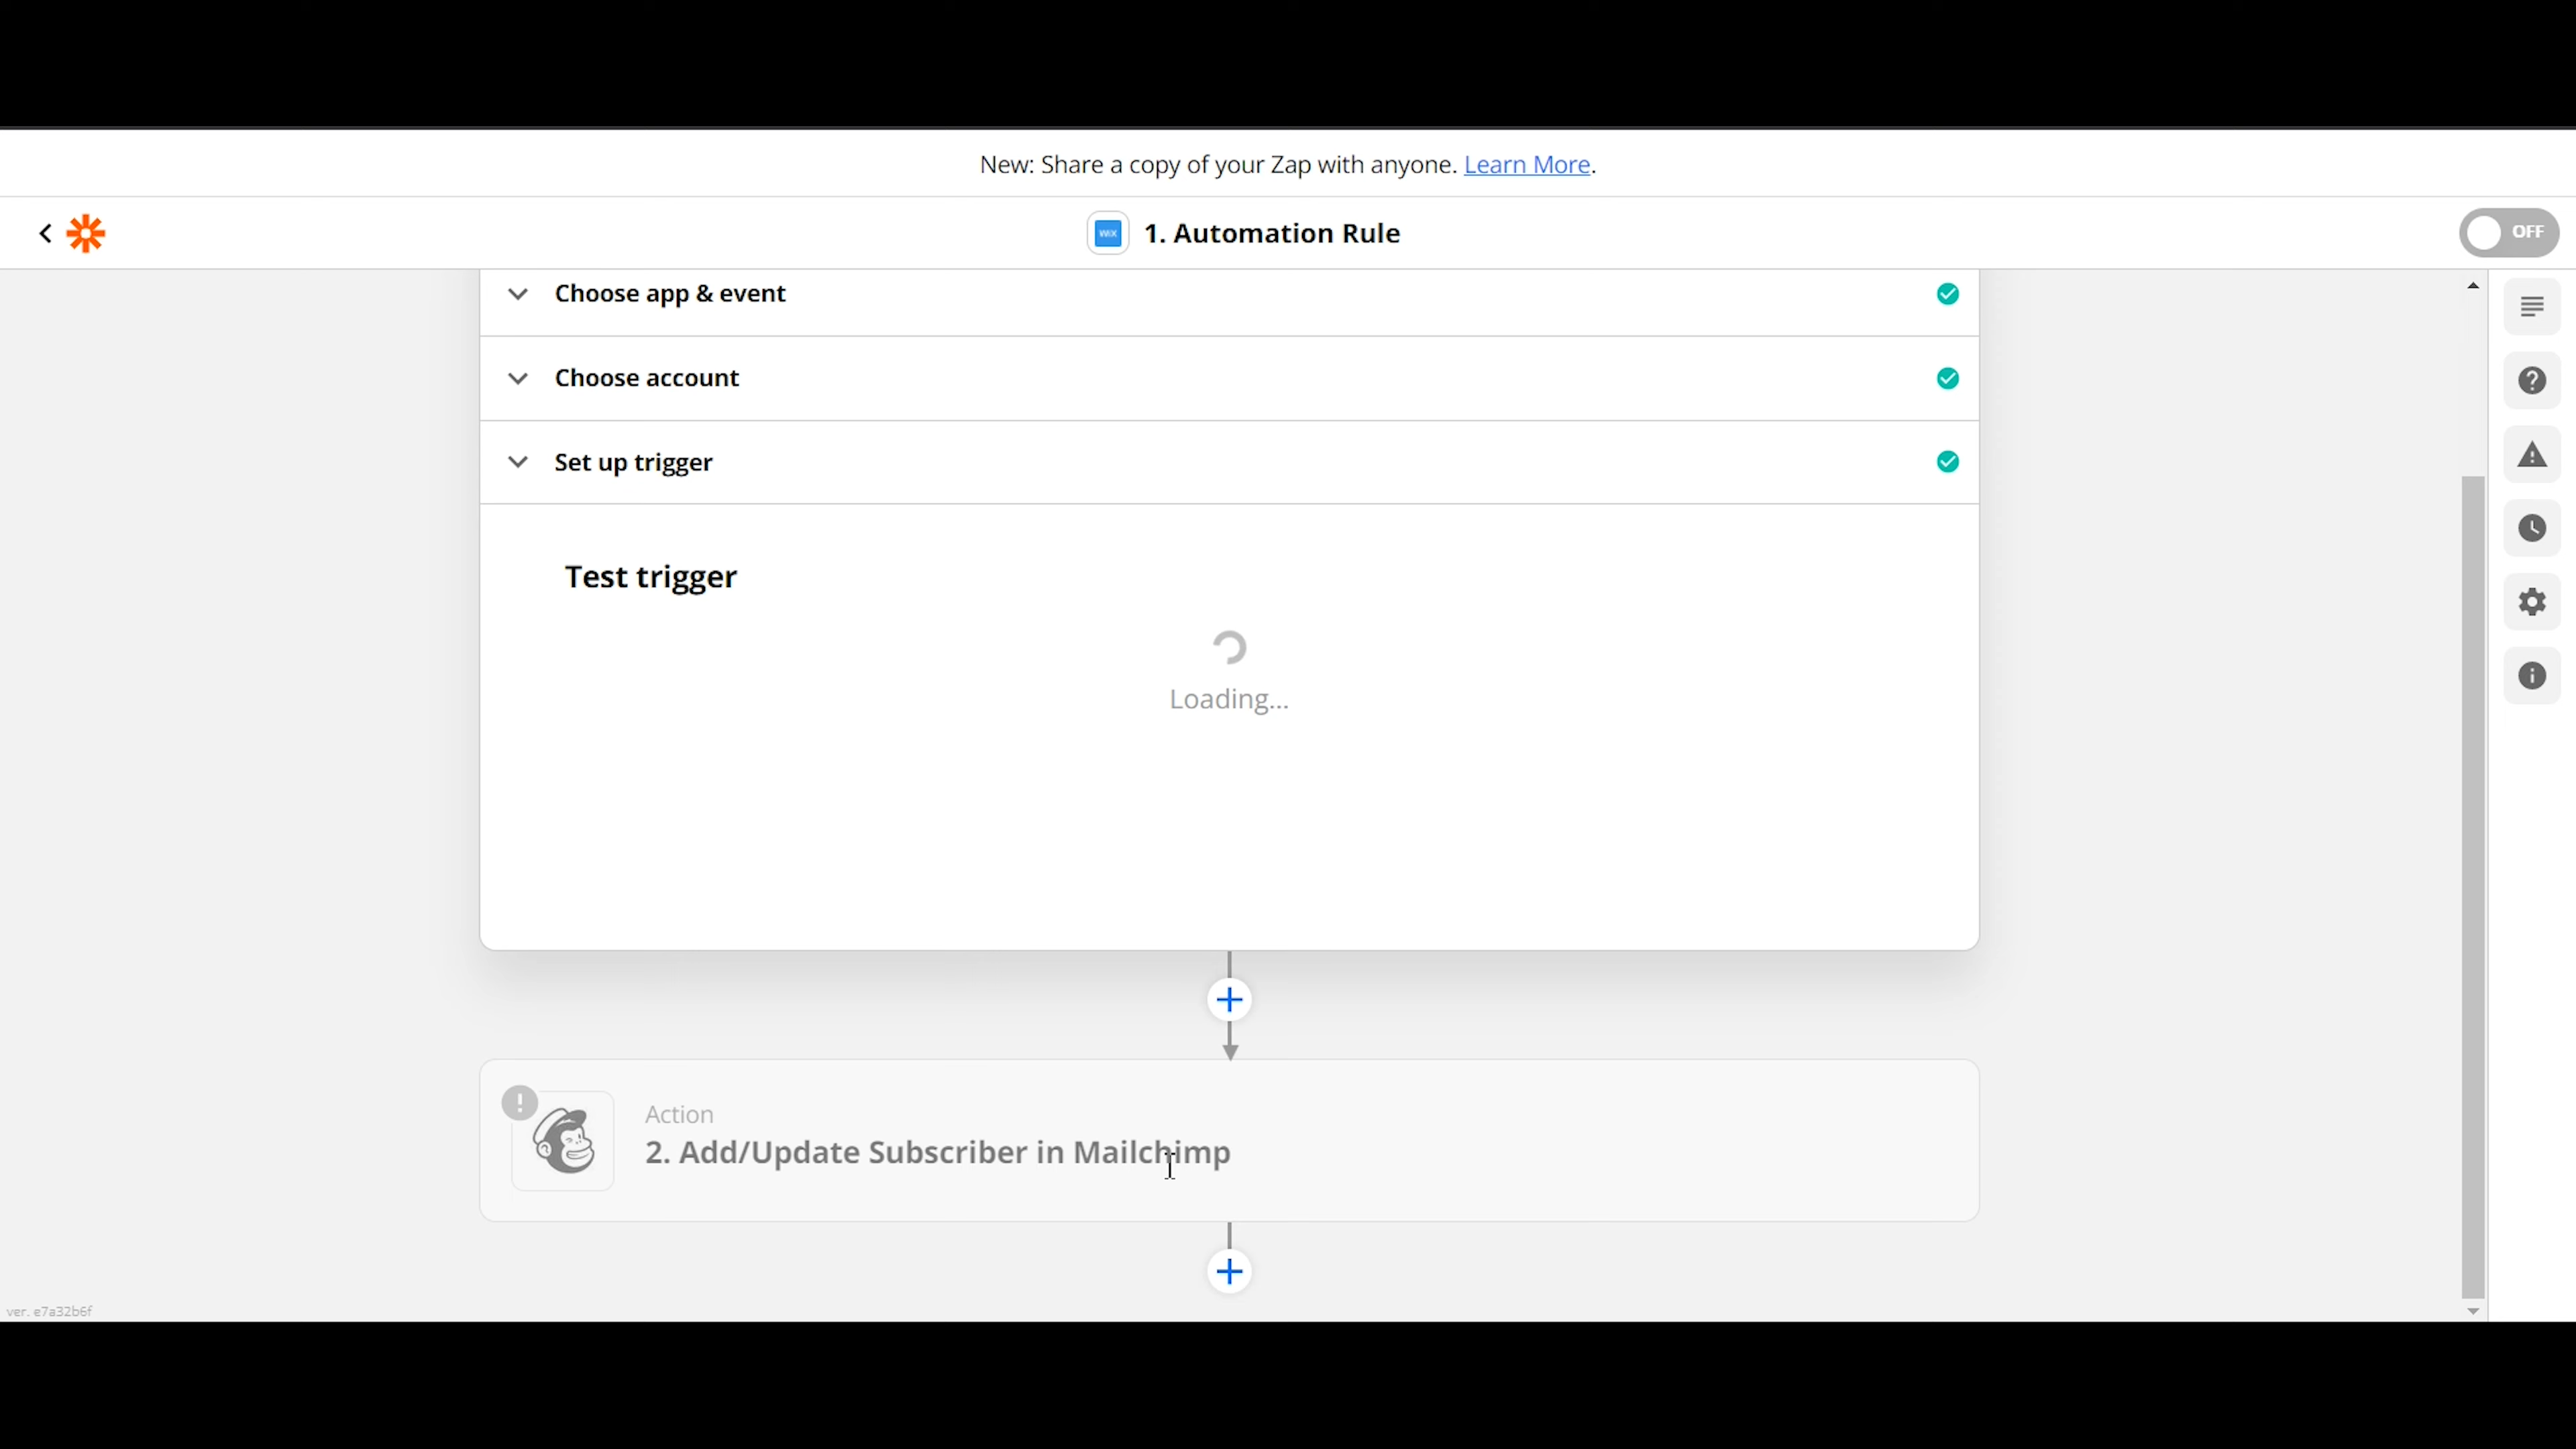 New: Share a copy of your Zap with anyone. Learn More.
WiX
1. Automation Rule
OFF
Choose app & event
Choose account
Set up trigger
Test trigger
Loading...
Action
2. Add/Update Subscriber in Mailchimp
ver. e7a32b6f